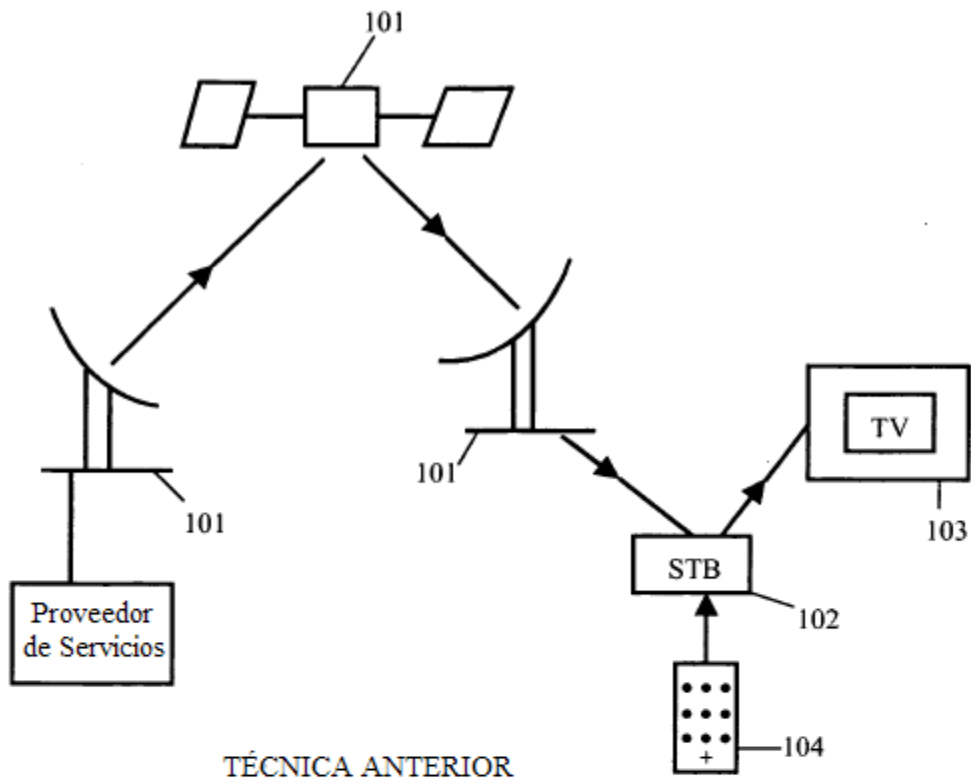 101
101
101
TV
103
STB
102
Proveedor
de Servicios
104
+
TÉCNICA ANTERIOR